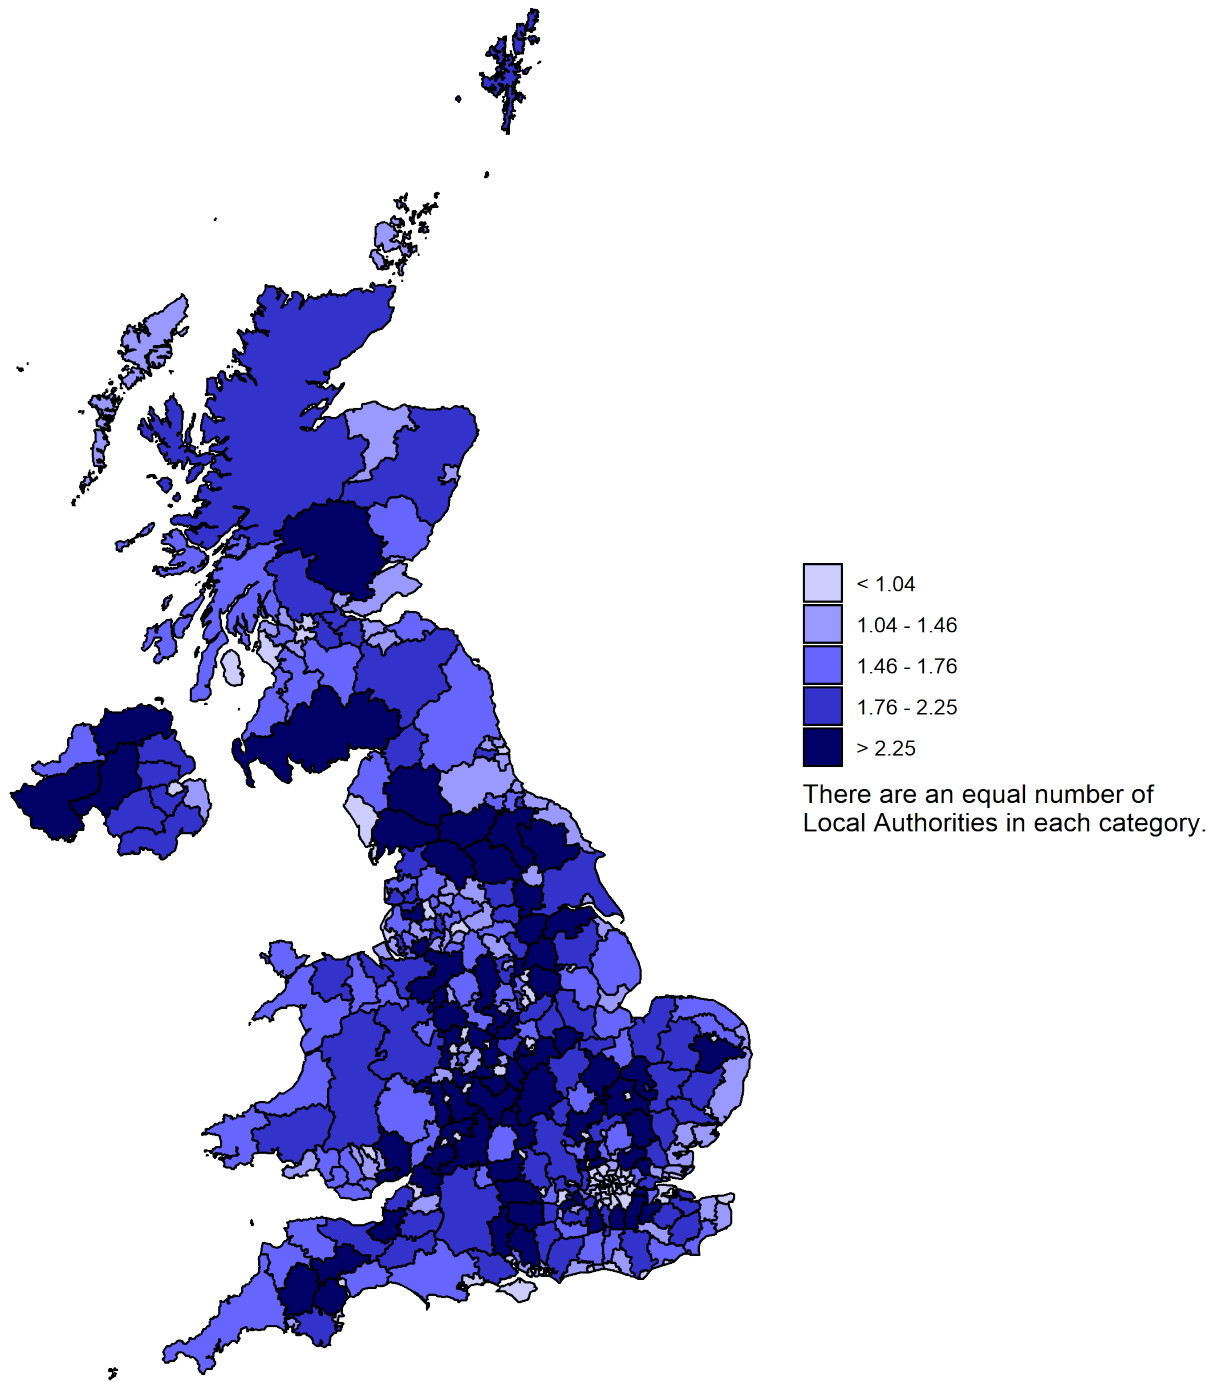 < 1.04
1.04 - 1.46
1.46 - 1.76
1.76 - 2.25
> 2.25
There are an equal number of
Local Authorities in each category.